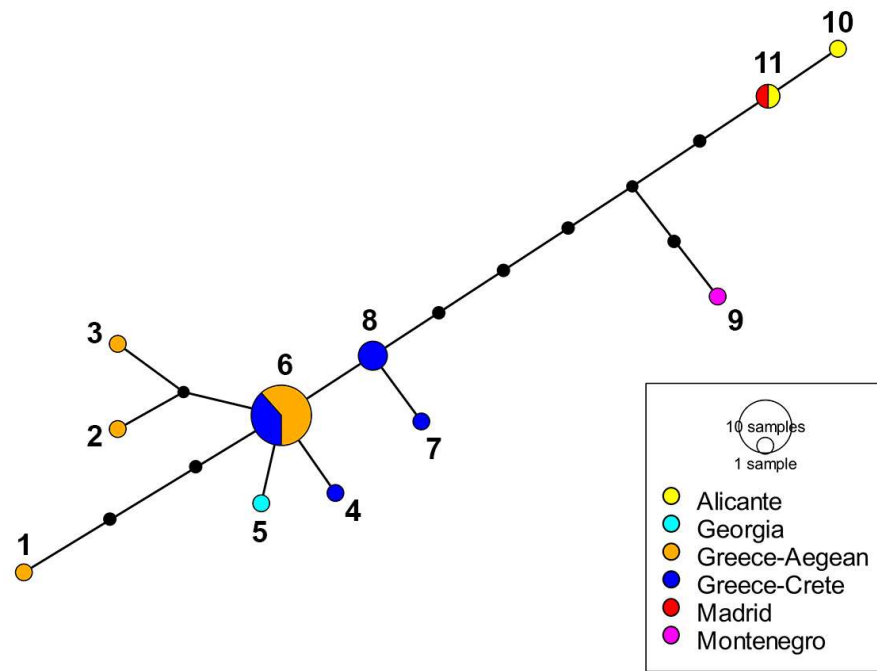 10
11
3
6
8
9
2
7
4
5
1
10 samples
1 sample
Alicante
Georgia
Greece-Aegean
Greece-Crete
Madrid
Montenegro